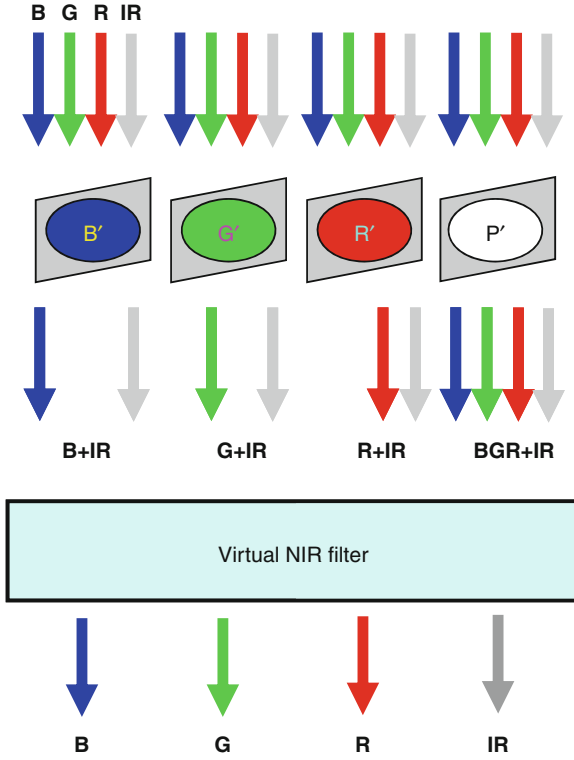 B G R IR
B′ G′ R′ P′
B+IR G+IR R+IR BGR+IR
Virtual NIR filter
B G R IR